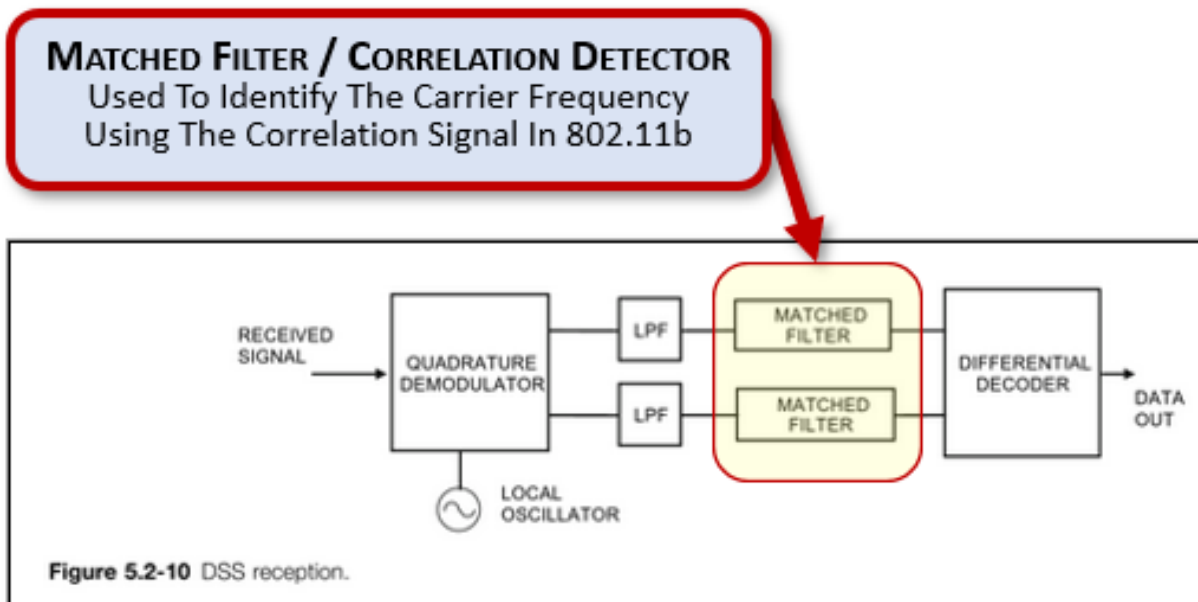 MATCHED FILTER / CORRELATION DETECTOR
Used To Identify The Carrier Frequency
Using The Correlation Signal In 802.11b
RECEIVED
SIGNAL
QUADRATURE
DEMODULATOR
LOCAL
OSCILLATOR
LPF
LPF
MATCHED
FILTER
MATCHED
FILTER
DIFFERENTIAL
DECODER
DATA
OUT
Figure 5.2-10 DSS reception.